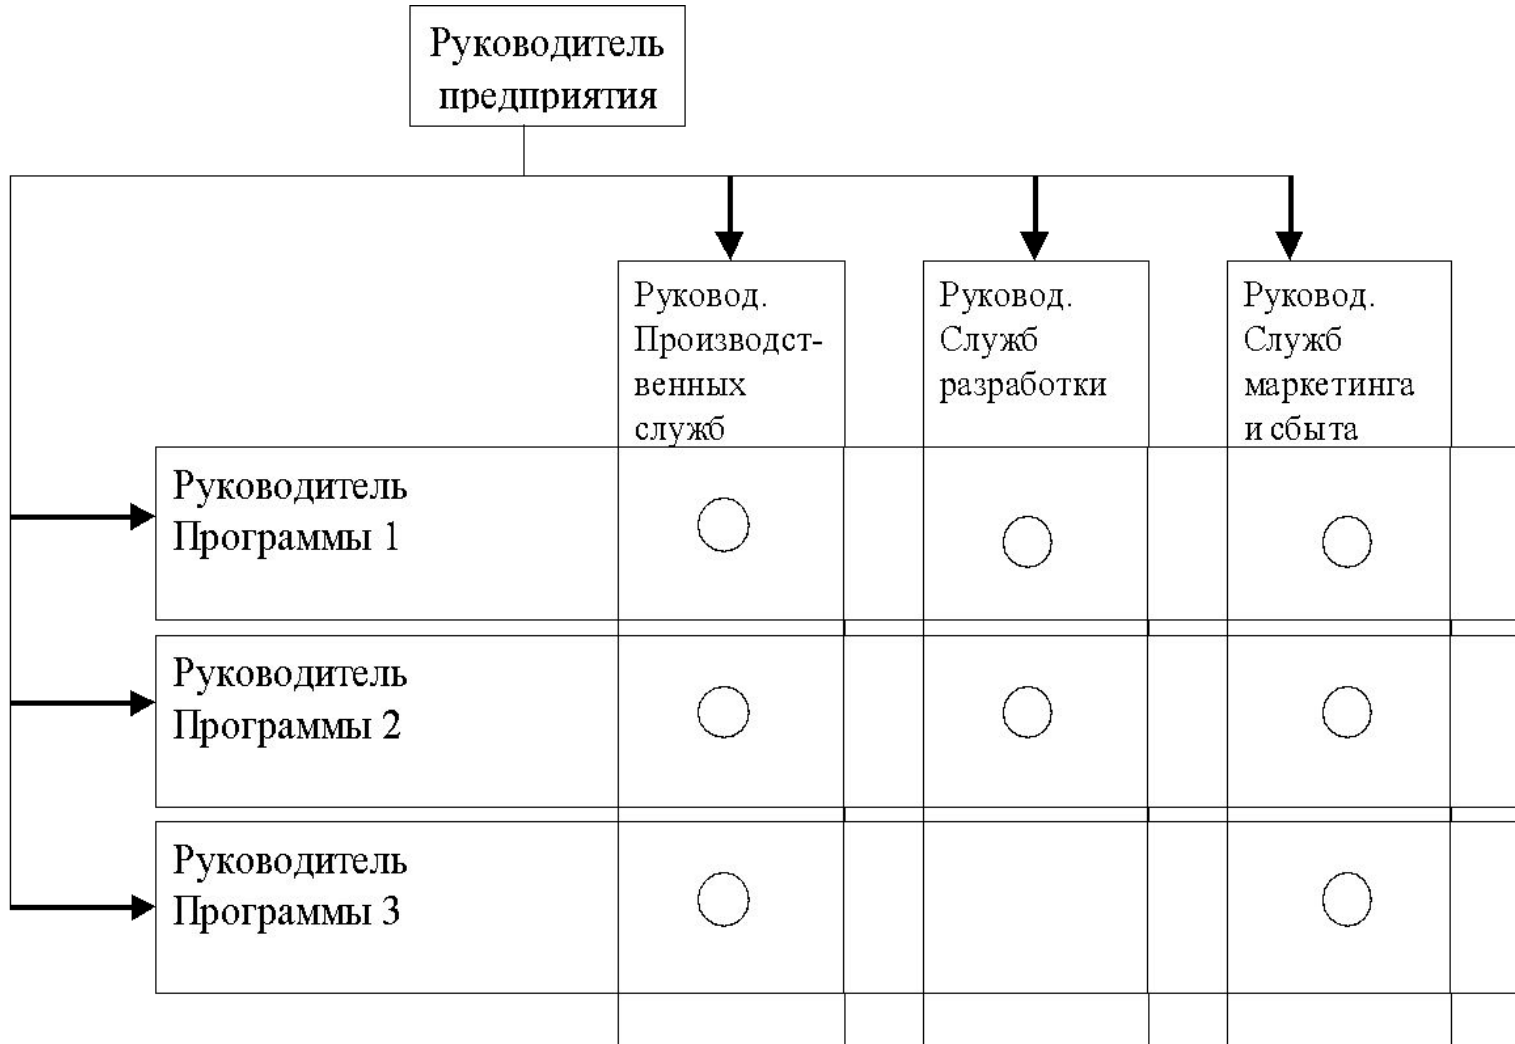 Руководитель
предприятия
Руковод.
Производст-
венных
служб
Руковод.
Служб
разработки
Руковод.
Служб
маркетинга
и сбыта
Руководитель
Программы 1
Руководитель
Программы 2
Руководитель
Программы 3